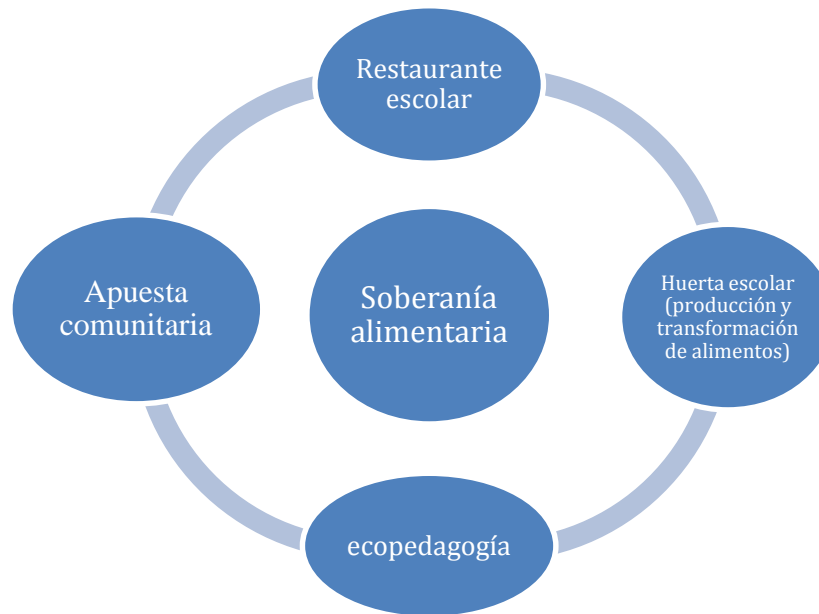 Restaurante
escolar
Apuesta
comunitaria
Soberanía
alimentaria
Huerta escolar
(producción y
transformación
de alimentos)
ecopedagogía